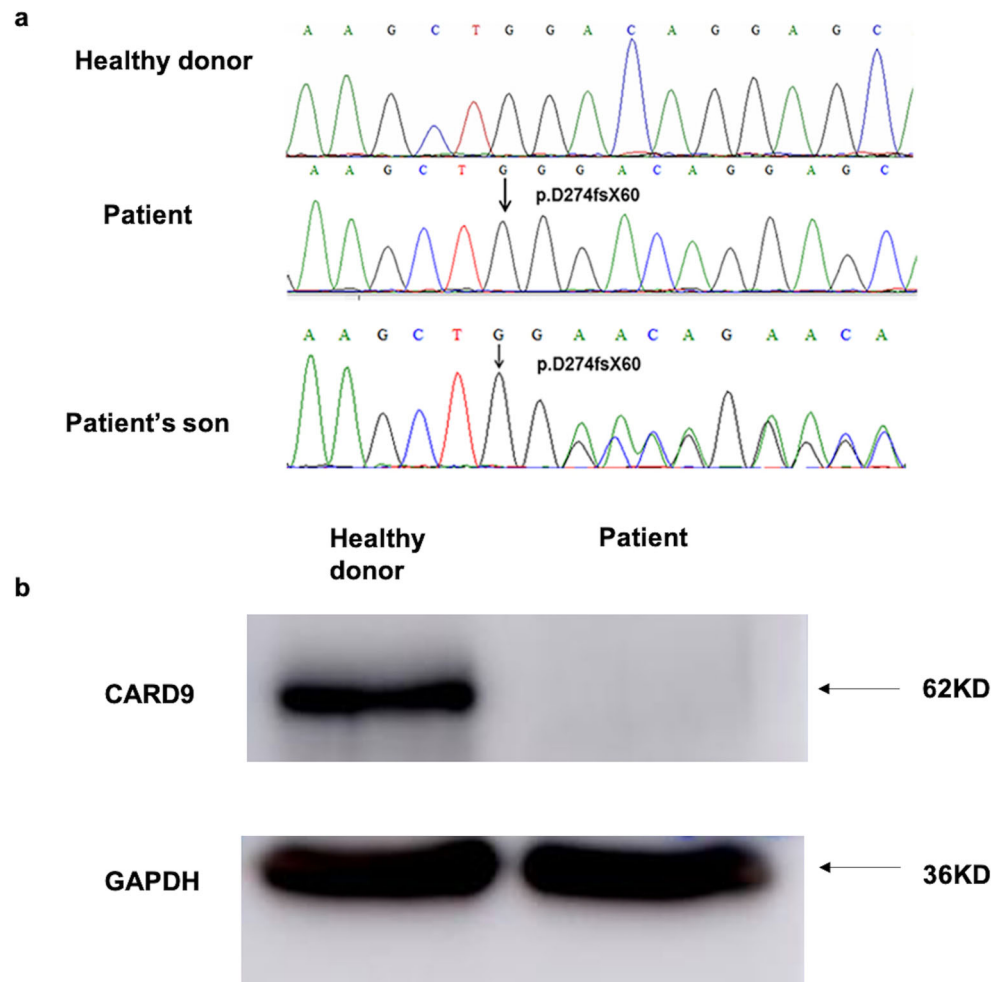 a
A A G C T G G A C A G G A G C
Healthy donor
A A G C T G G G A C A G G A G C
p.D274fsX60
Patient
A A G C T G G A A C A G A A C A
p.D274fsX60
Patient's son
Healthy
donor
Patient
b
CARD9
62KD
GAPDH
36KD